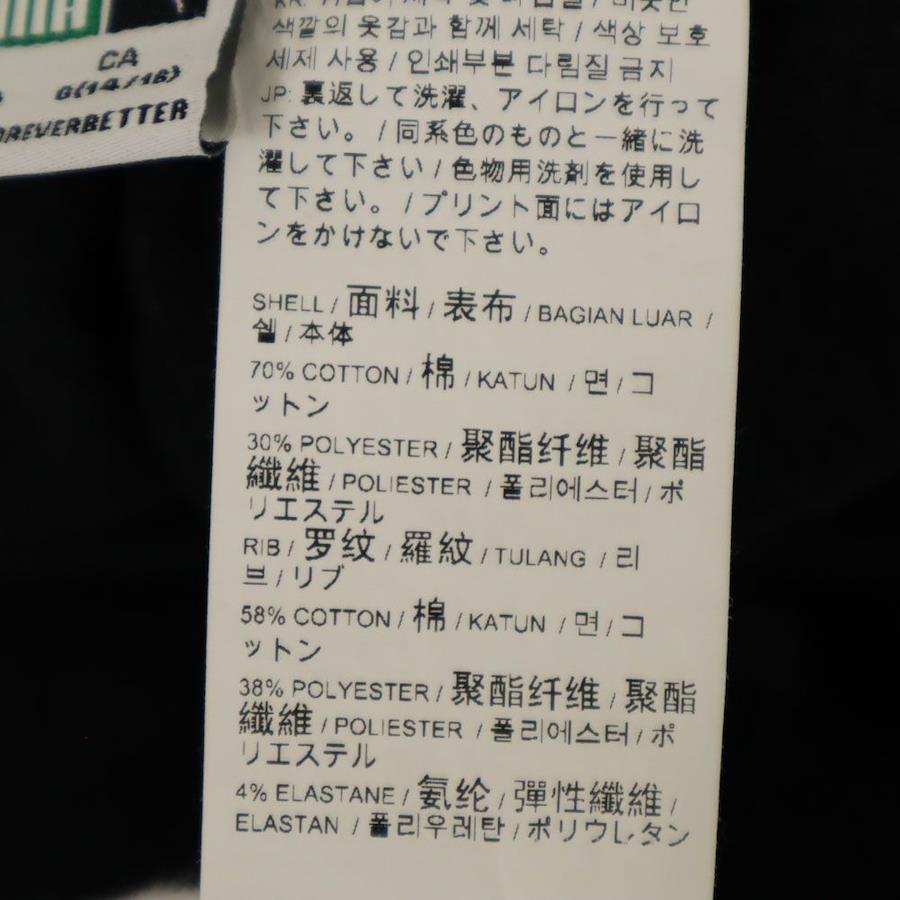 CA
G(14/16)
OREVERBETTER
색깔의 옷감과 함께 세탁 / 색상 보호
세제 사용 / 인쇄부분 다림질 금지
JP: 裏返して洗濯、アイロンを行って
下さい。/ 同系色のものと一緒に洗
濯して下さい / 色物用洗剤を使用し
て下さい。/ プリント面にはアイロ
ンをかけないで下さい。
SHELL / 面料 / 表布 / BAGIAN LUAR /
쉘 / 本体
70% COTTON / 棉 / KATUN / 면 / コ
ットン
30% POLYESTER / 聚酯纤维 / 聚酯
纖維 / POLIESTER / 폴리에스터 / ポ
リエステル
RIB / 罗纹 / 羅紋 / TULANG / 리
브 / リブ
58% COTTON / 棉 / KATUN / 면 / コ
ットン
38% POLYESTER / 聚酯纤维 / 聚酯
纖維 / POLIESTER / 폴리에스터 / ポ
リエステル
4% ELASTANE / 氨纶 / 彈性纖維 /
ELASTAN / 폴리우레탄 / ポリウレタン